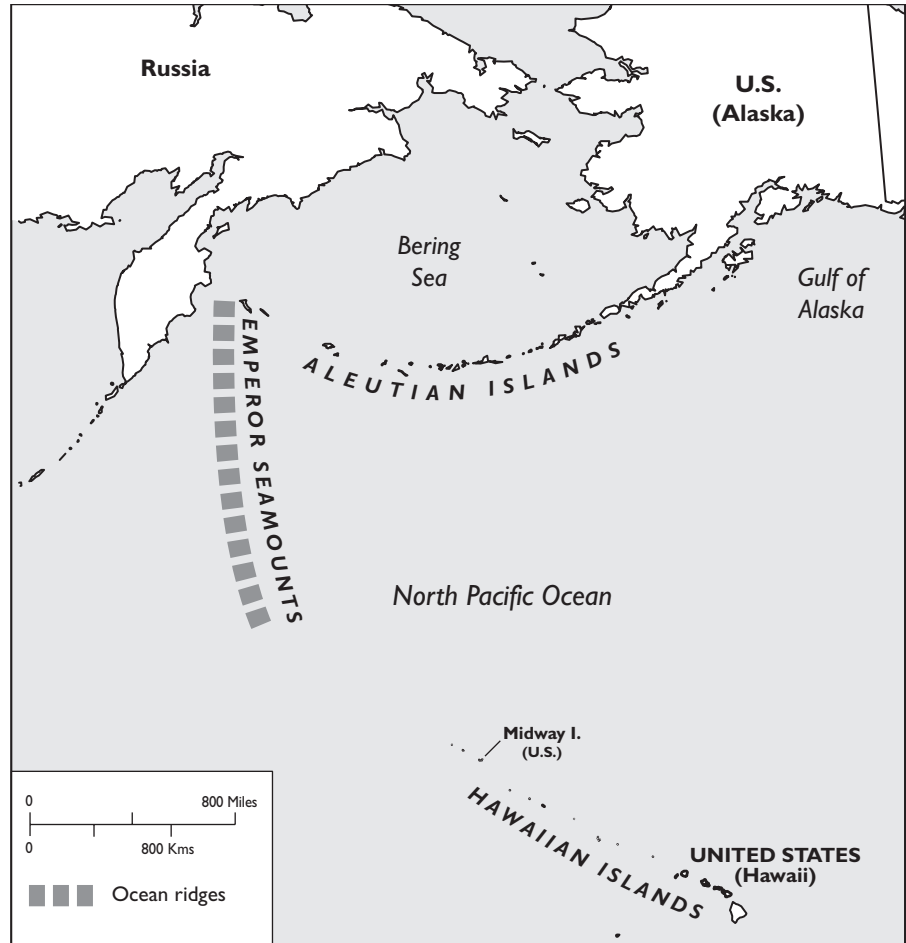 Russia
U.S.
(Alaska)
Bering
Sea
Gulf of
Alaska
ALEUTIAN ISLANDS
EMPEROR SEAMOUNTS
North Pacific Ocean
Midway I.
(U.S.)
HAWAIIAN ISLANDS
UNITED STATES
(Hawaii)
0 800 Miles
0 800 Kms
Ocean ridges